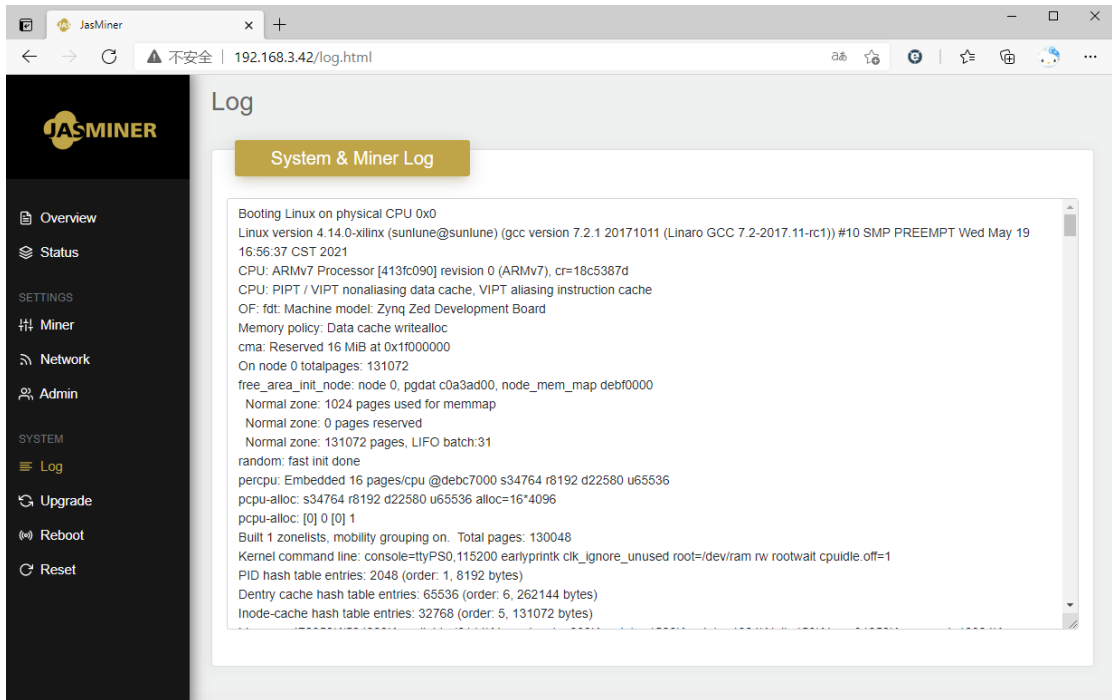 JasMiner
不安全
192.168.3.42/log.html
JASMINER
Overview
Status
SETTINGS
Miner
Network
Admin
SYSTEM
Log
Upgrade
Reboot
Reset
Log
System & Miner Log
Booting Linux on physical CPU 0x0
Linux version 4.14.0-xilinx (sunlune@sunlune) (gcc version 7.2.1 20171011 (Linaro GCC 7.2-2017.11-rc1)) #10 SMP PREEMPT Wed May 19
16:56:37 CST 2021
CPU: ARMv7 Processor [413fc090] revision 0 (ARMv7), cr=18c5387d
CPU: PIPT / VIPT nonaliasing data cache, VIPT aliasing instruction cache
OF: fdt: Machine model: Zynq Zed Development Board
Memory policy: Data cache writealloc
cma: Reserved 16 MiB at 0x1f000000
On node 0 totalpages: 131072
free_area_init_node: node 0, pgdat c0a3ad00, node_mem_map debf0000
Normal zone: 1024 pages used for memmap
Normal zone: 0 pages reserved
Normal zone: 131072 pages, LIFO batch:31
random: fast init done
percpu: Embedded 16 pages/cpu @debc7000 s34764 r8192 d22580 u65536
pcpu-alloc: s34764 r8192 d22580 u65536 alloc=16*4096
pcpu-alloc: [0] 0 [0] 1
Built 1 zonelists, mobility grouping on.  Total pages: 130048
Kernel command line: console=ttyPS0,115200 earlyprintk clk_ignore_unused root=/dev/ram rw rootwait cpuidle.off=1
PID hash table entries: 2048 (order: 1, 8192 bytes)
Dentry cache hash table entries: 65536 (order: 6, 262144 bytes)
Inode-cache hash table entries: 32768 (order: 5, 131072 bytes)